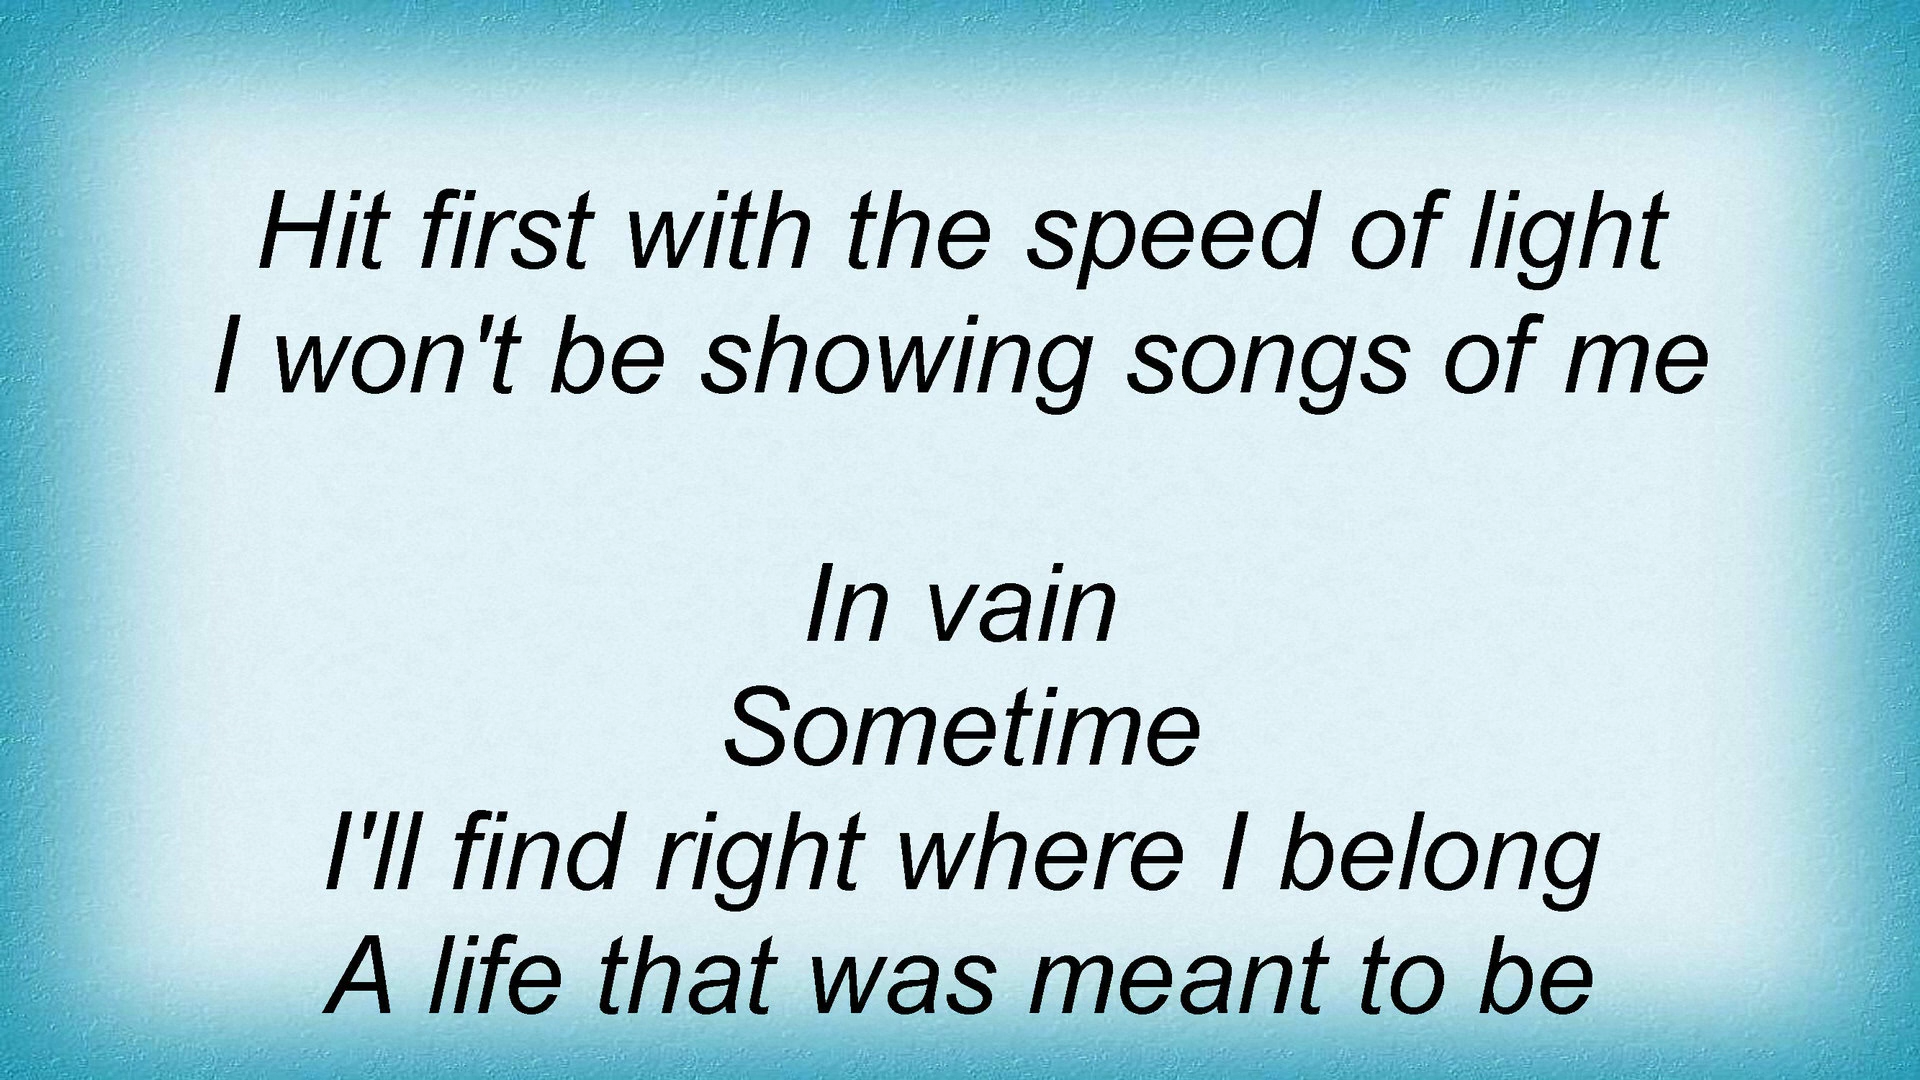 Hit first with the speed of light
I won't be showing songs of me
In vain
Sometime
I'll find right where I belong
A life that was meant to be